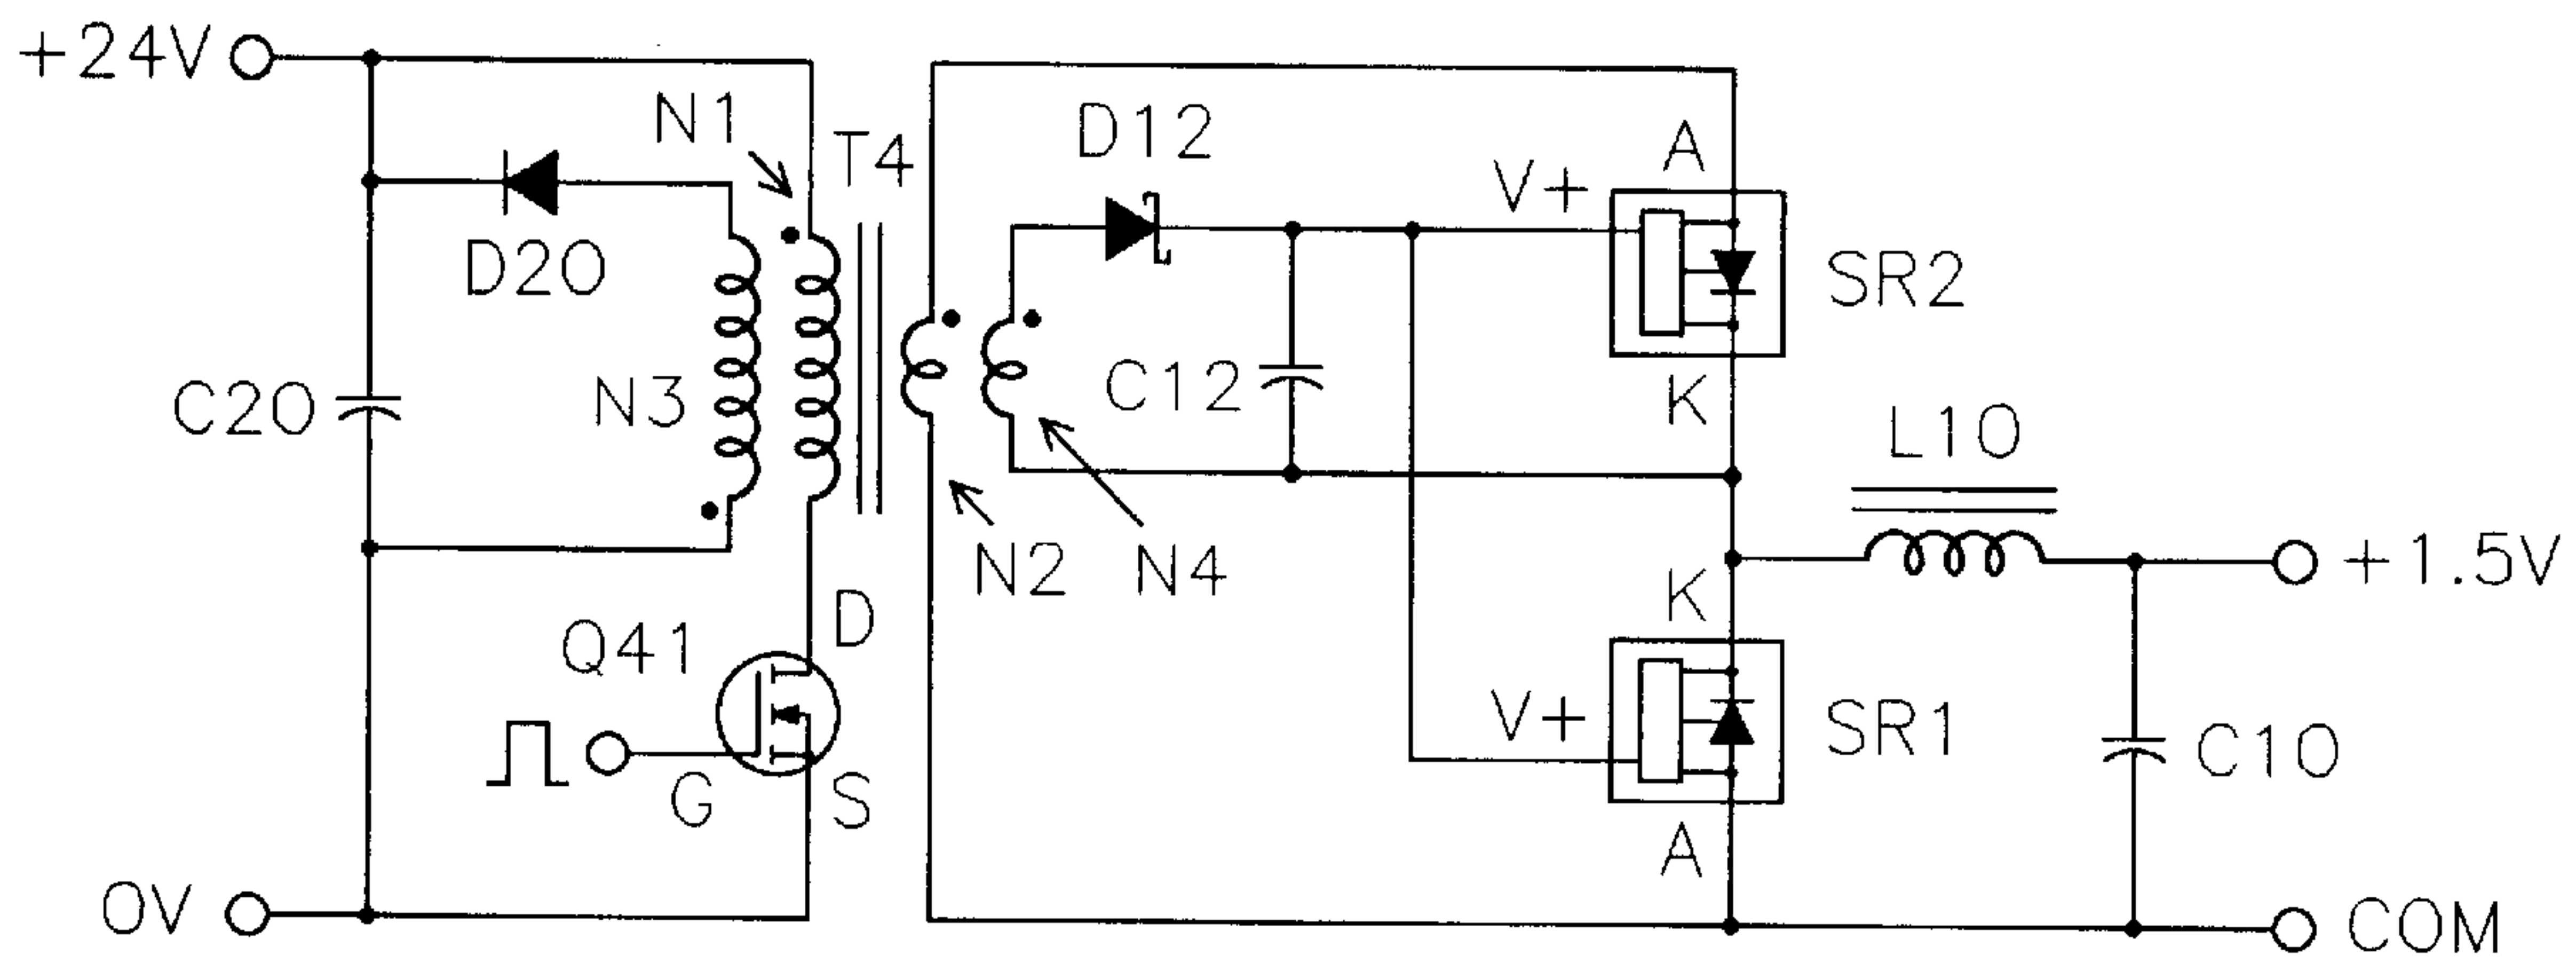 +24V
N1
T4
D12
A
V+
D20
SR2
C20
N3
C12
K
L10
N2
N4
+1.5V
K
Q41
D
V+
SR1
C10
G
S
A
0V
COM